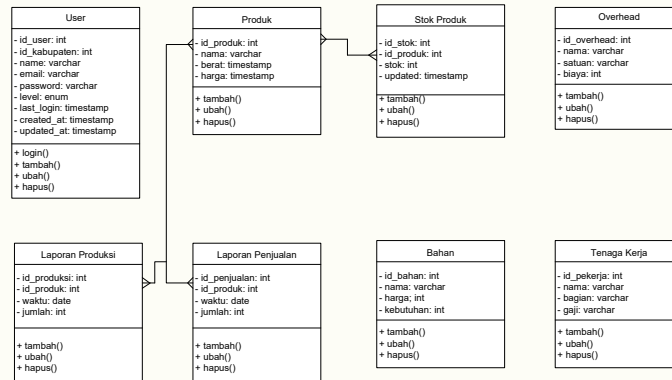 User
- id_user: int
- id_kabupaten: int
- name: varchar
- email: varchar
- password: varchar
- level: enum
- last_login: timestamp
- created_at: timestamp
- updated_at: timestamp
+ login()
+ tambah()
+ ubah()
+ hapus()
Produk
- id_produk: int
- nama: varchar
- berat: timestamp
- harga: timestamp
+ tambah()
+ ubah()
+ hapus()
Stok Produk
- id_stok: int
- id_produk: int
- stok: int
- updated: timestamp
+ tambah()
+ ubah()
+ hapus()
Overhead
- id_overhead: int
- nama: varchar
- satuan: varchar
- biaya: int
+ tambah()
+ ubah()
+ hapus()
Laporan Produksi
- id_produksi: int
- id_produk: int
- waktu: date
- jumlah: int
+ tambah()
+ ubah()
+ hapus()
Laporan Penjualan
- id_penjualan: int
- id_produk: int
- waktu: date
- jumlah: int
+ tambah()
+ ubah()
+ hapus()
Bahan
- id_bahan: int
- nama: varchar
- harga; int
- kebutuhan: int
+ tambah()
+ ubah()
+ hapus()
Tenaga Kerja
- id_pekerja: int
- nama: varchar
- bagian: varchar
- gaji: varchar
+ tambah()
+ ubah()
+ hapus()